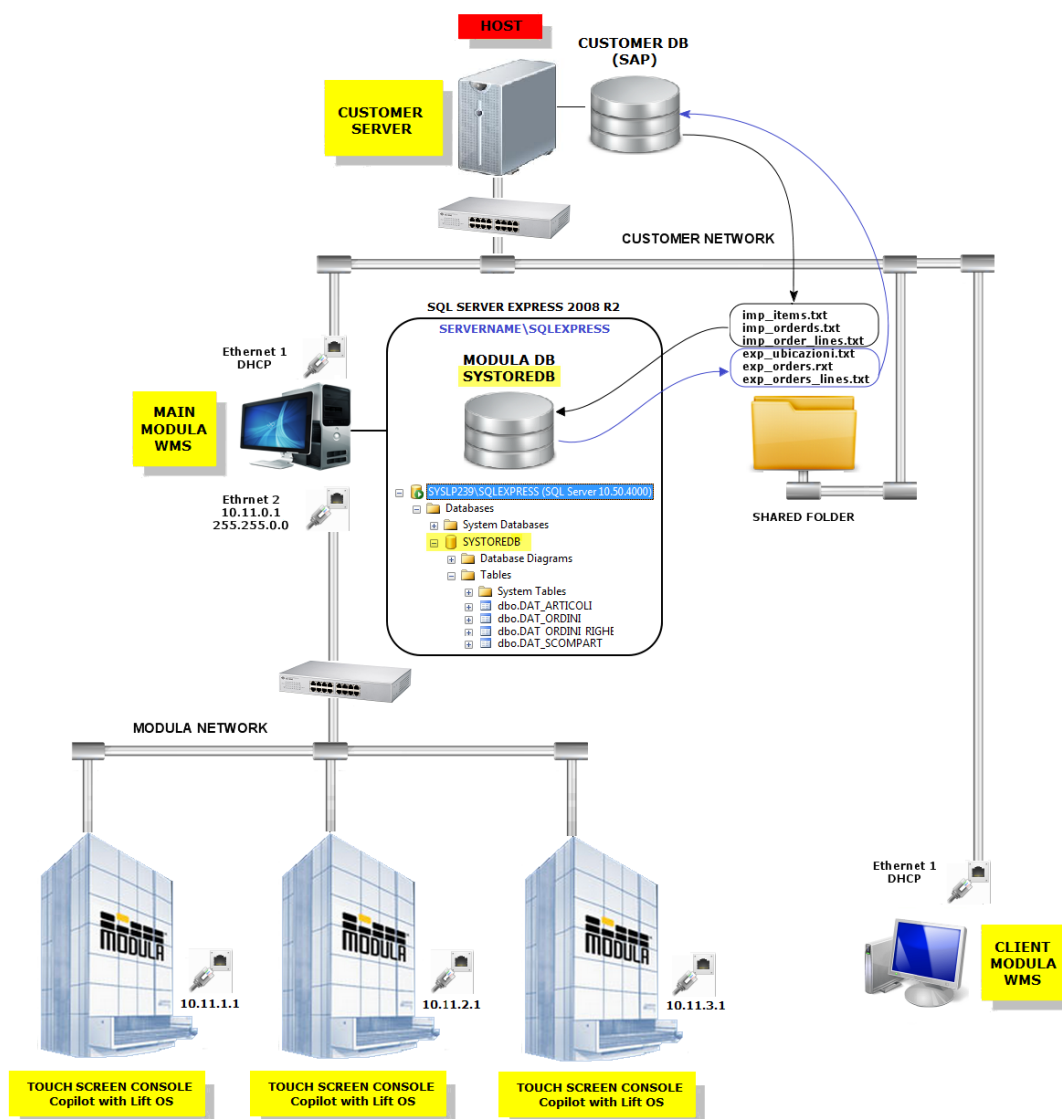 HOST
CUSTOMER DB
(SAP)
CUSTOMER
SERVER
CUSTOMER NETWORK
SQL SERVER EXPRESS 2008 R2
SERVERNAME\SQLEXPRESS
MODULA DB
SYSTOREDB
imp_items.txt
imp_orderds.txt
imp_order_lines.txt
exp_ubicazioni.txt
exp_orders.rxt
exp_orders_lines.txt
Ethernet 1
DHCP
MAIN
MODULA
WMS
Ethrnet 2
10.11.0.1
255.255.0.0
SYSLP239\SQLEXPRESS (SQL Server 10.50.4000)
Databases
System Databases
SYSTOREDB
Database Diagrams
Tables
System Tables
dbo.DAT_ARTICOLI
dbo.DAT_ORDINI
dbo.DAT_ORDINI RIGHE
dbo.DAT_SCOMPART
SHARED FOLDER
MODULA NETWORK
MODULA
10.11.1.1
MODULA
10.11.2.1
MODULA
10.11.3.1
Ethernet 1
DHCP
CLIENT
MODULA
WMS
TOUCH SCREEN CONSOLE
Copilot with Lift OS
TOUCH SCREEN CONSOLE
Copilot with Lift OS
TOUCH SCREEN CONSOLE
Copilot with Lift OS